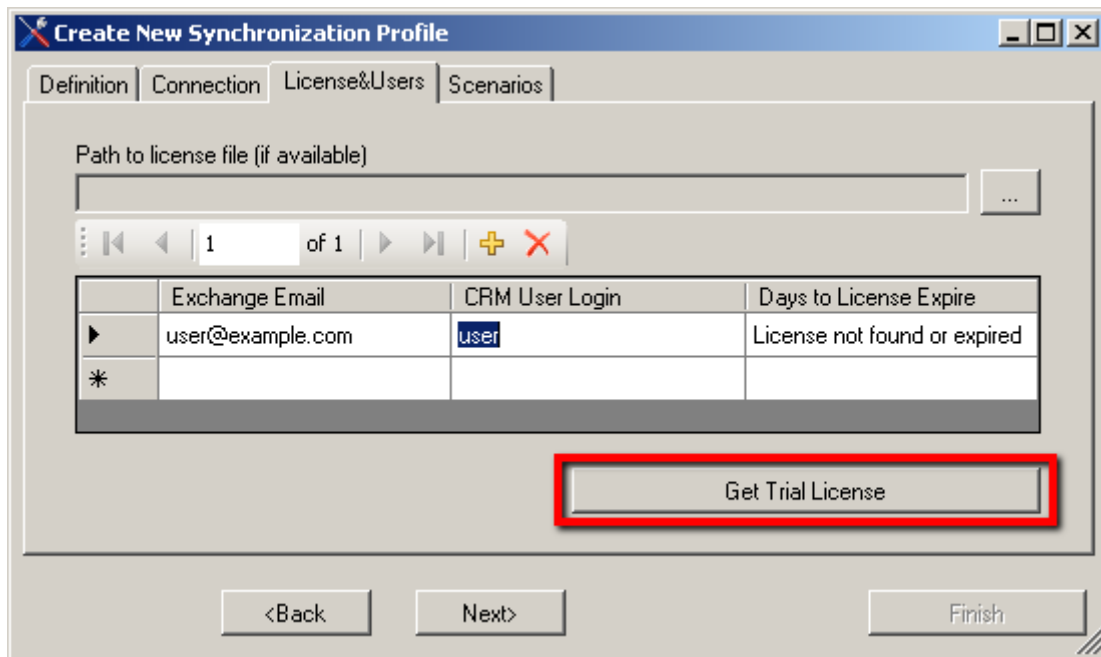 Create New Synchronization Profile
Definition Connection License&Users Scenarios
Path to license file (if available)
...
1 of 1
Exchange Email CRM User Login Days to License Expire
user@example.com user License not found or expired
Get Trial License
<Back Next> Finish